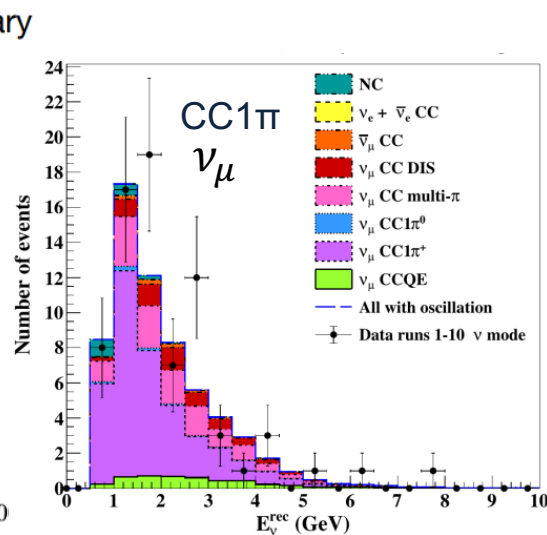 ary
24
22
20
18
16
14
12
10
8
6
4
2
0
Number of events
CC1π
νμ
NC
νe + ν̄e CC
ν̄μ CC
νμ CC DIS
νμ CC multi-π
νμ CC1π⁰
νμ CC1π⁺
νμ CCQE
All with oscillation
Data runs 1-10 ν mode
0 1 2 3 4 5 6 7 8 9 10
Eνrec (GeV)
0